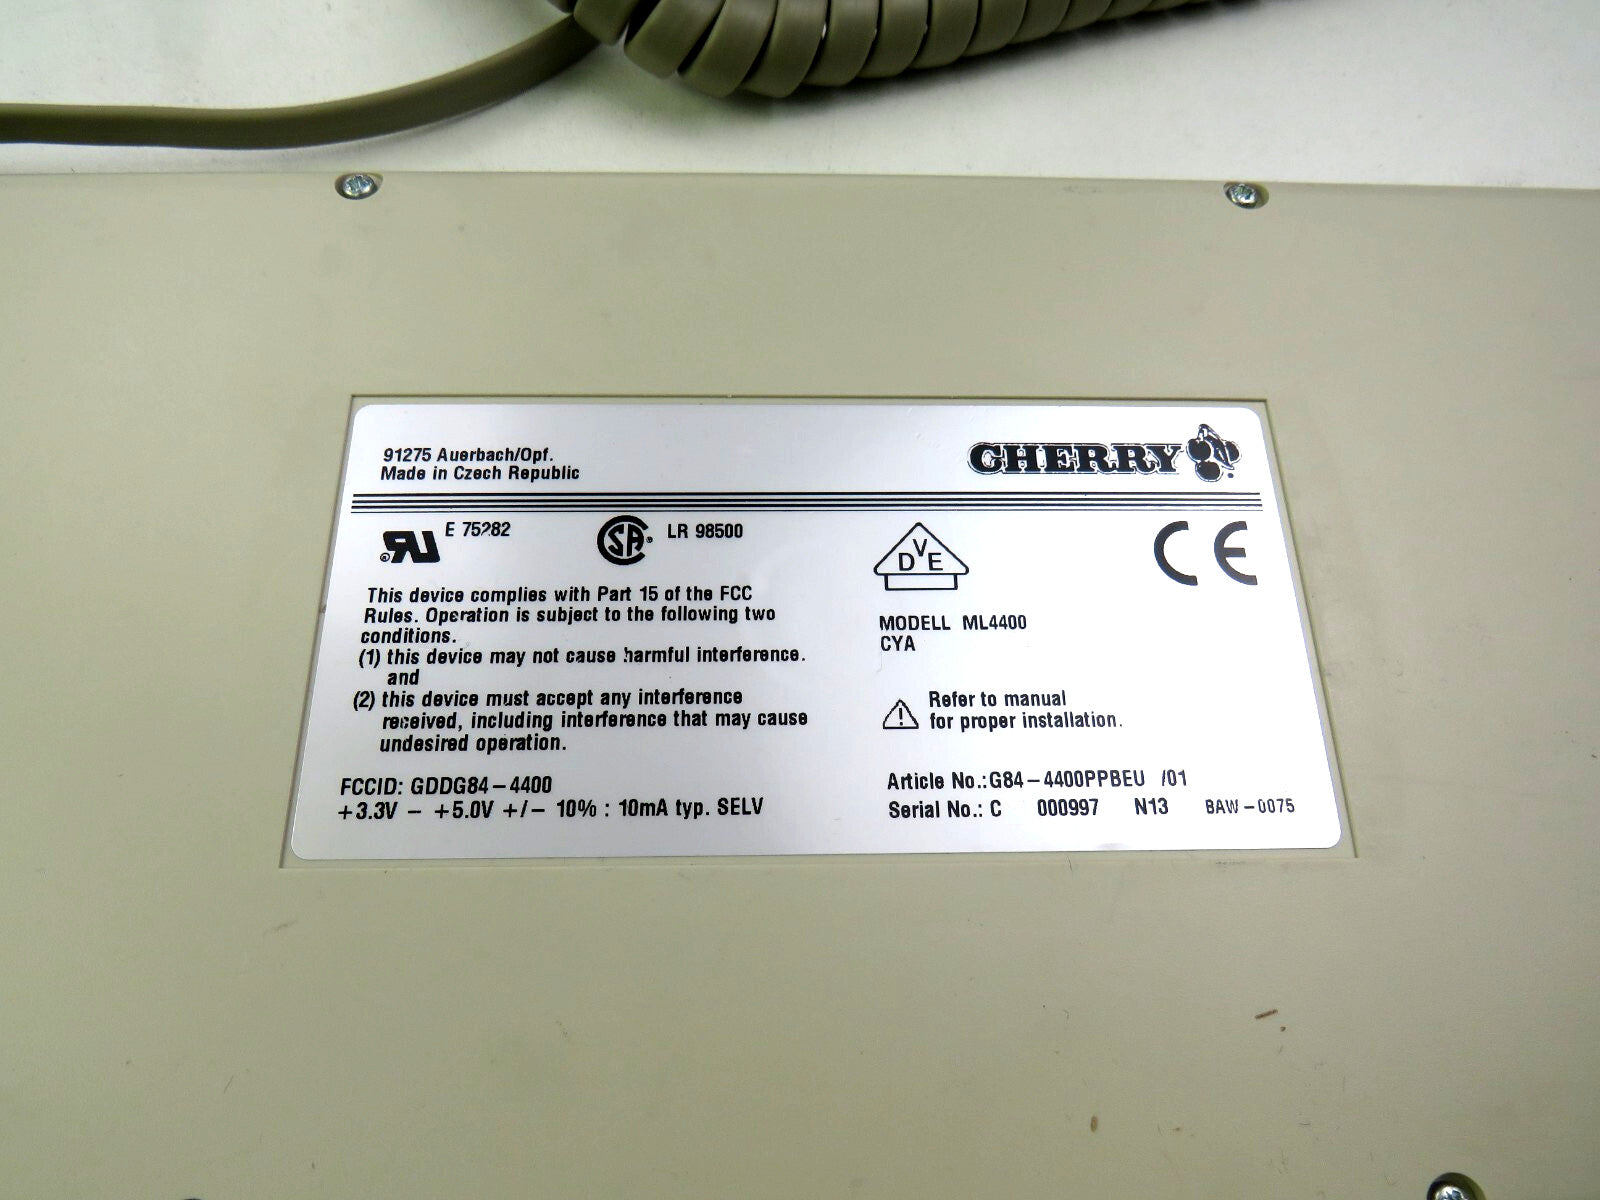 91275 Auerbach/Opf.
Made in Czech Republic
CHERRY
E 75282
LR 98500
This device complies with Part 15 of the FCC
Rules. Operation is subject to the following two
conditions.
(1) this device may not cause harmful interference.
and
(2) this device must accept any interference
received, including interference that may cause
undesired operation.
FCCID: GDDG84-4400
+3.3V - +5.0V +/- 10% : 10mA typ. SELV
DVE
CE
MODELL ML4400
CYA
Refer to manual
for proper installation.
Article No.:G84-4400PPBEU /01
Serial No.: C 000997 N13 BAW-0075